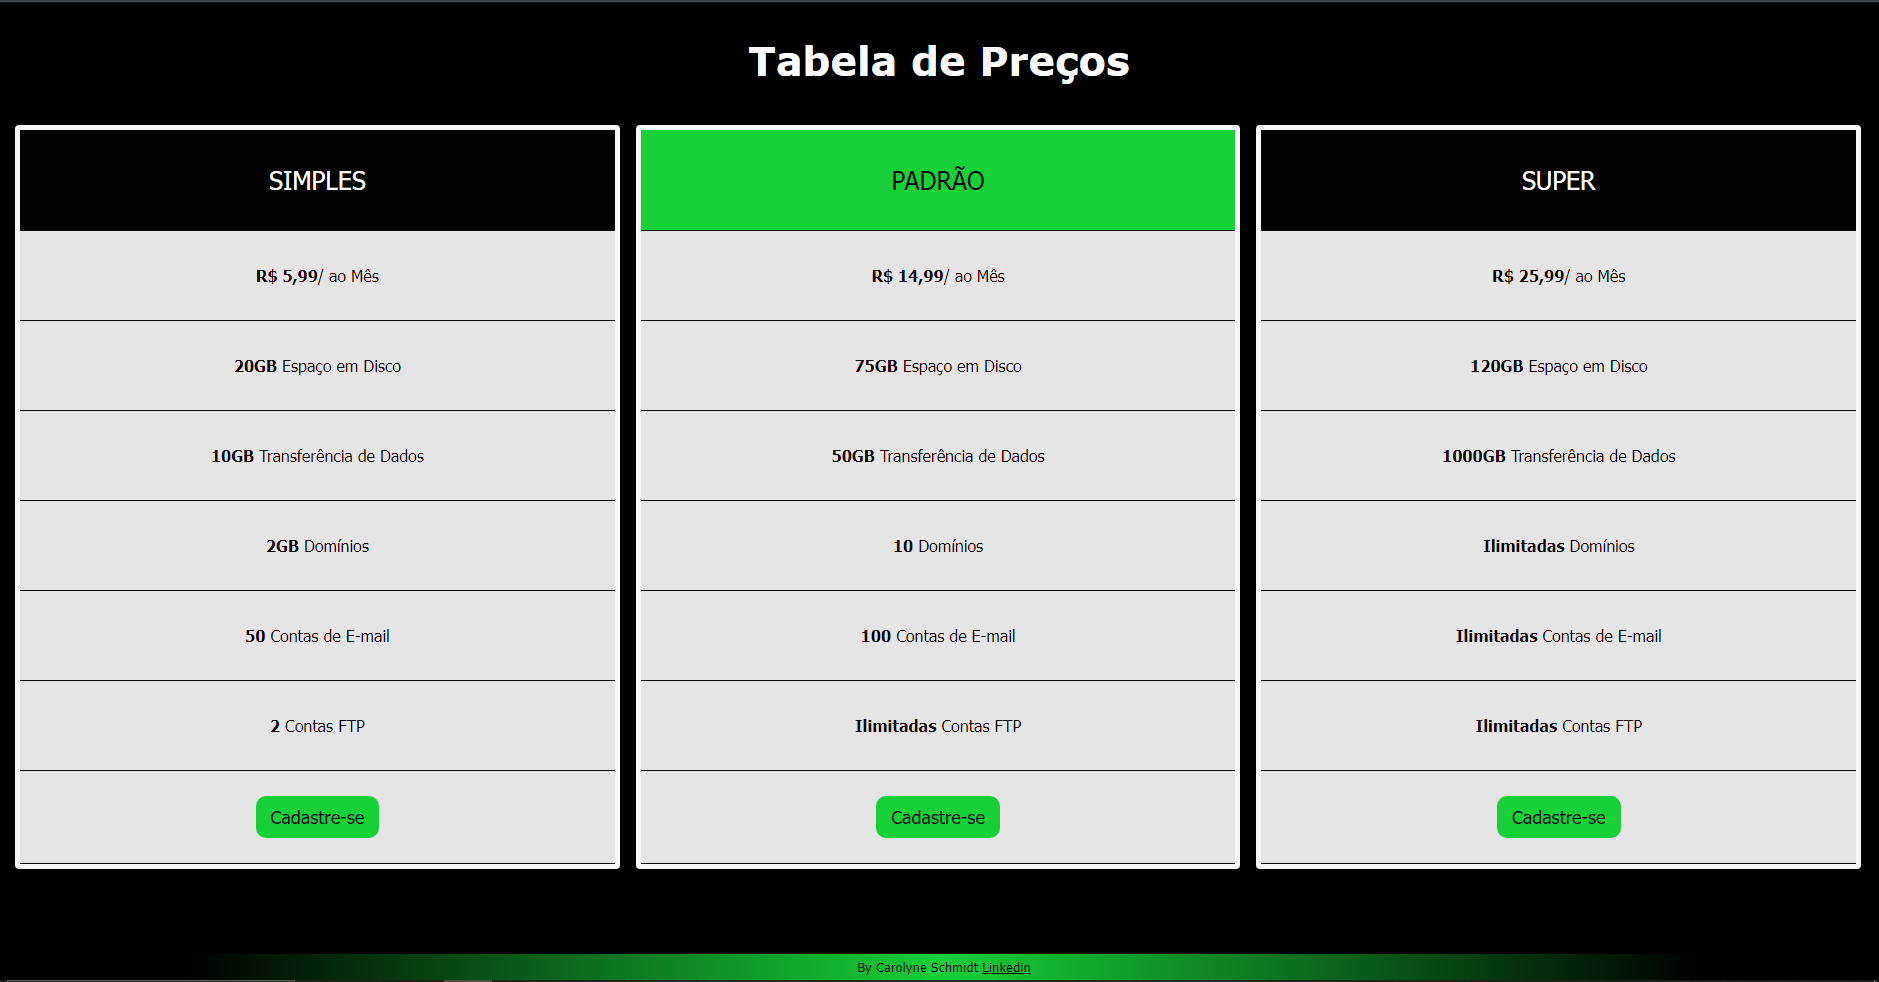 Tabela de Preços
SIMPLES
R$ 5,99/ ao Mês
20GB Espaço em Disco
10GB Transferência de Dados
2GB Domínios
50 Contas de E-mail
2 Contas FTP
Cadastre-se
PADRÃO
R$ 14,99/ ao Mês
75GB Espaço em Disco
50GB Transferência de Dados
10 Domínios
100 Contas de E-mail
Ilimitadas Contas FTP
Cadastre-se
SUPER
R$ 25,99/ ao Mês
120GB Espaço em Disco
1000GB Transferência de Dados
Ilimitadas Domínios
Ilimitadas Contas de E-mail
Ilimitadas Contas FTP
Cadastre-se
By Carolyne Schmidt Linkedin